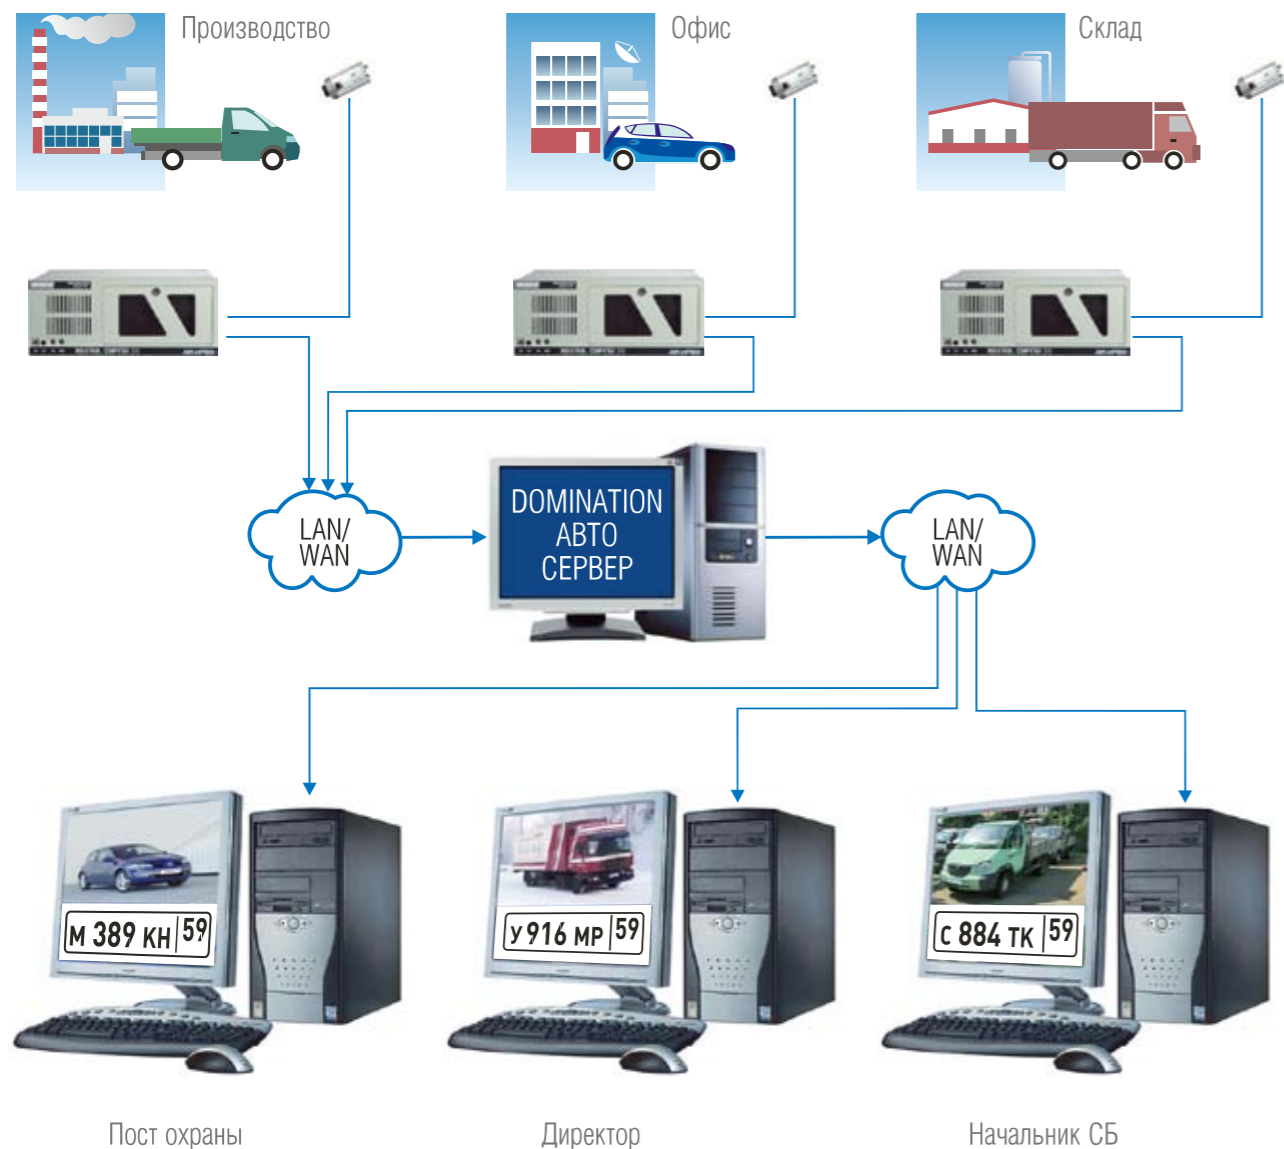 Производство
Офис
Склад
LAN/
WAN
DOMINATION
АВТО
СЕРВЕР
LAN/
WAN
М 389 КН 59
У 916 МР 59
С 884 ТК 59
Пост охраны
Директор
Начальник СБ